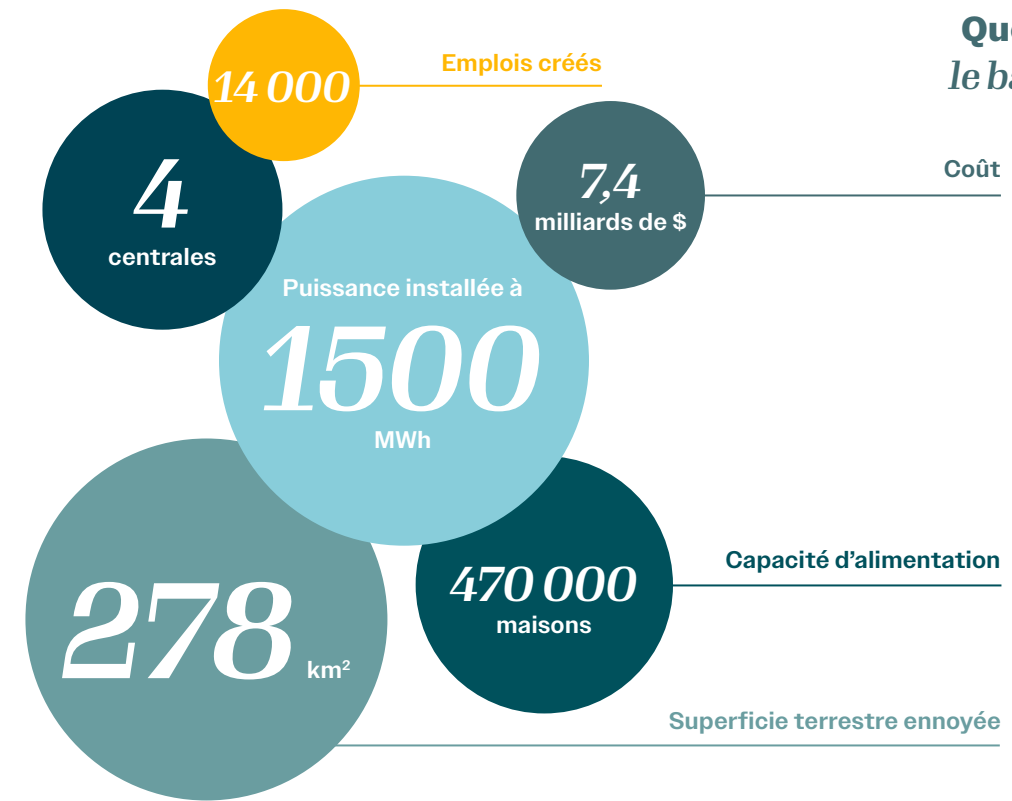 14 000
Emplois créés
4
centrales
7,4
milliards de $
Coût
Puissance installée à
1500
MWh
470 000
maisons
Capacité d’alimentation
278 km²
Superficie terrestre ennoyée